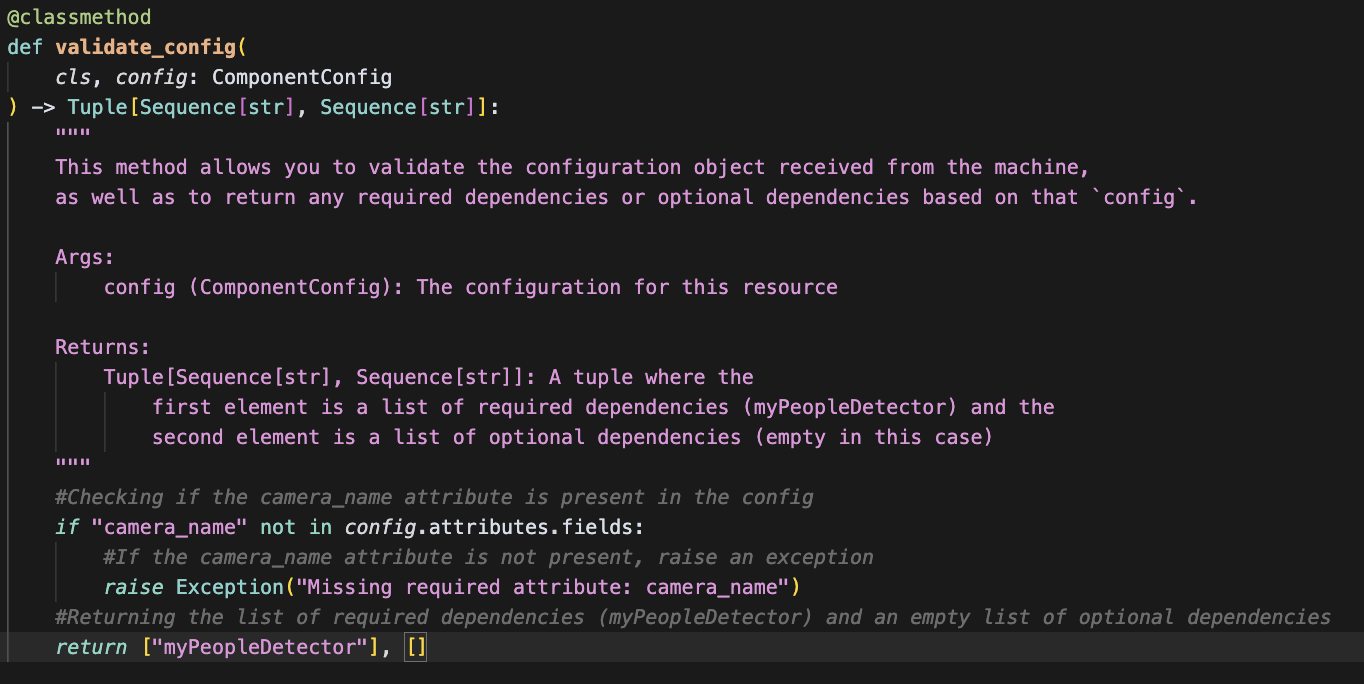 @classmethod
def validate_config(
    cls, config: ComponentConfig
) -> Tuple[Sequence[str], Sequence[str]]:
    """
    This method allows you to validate the configuration object received from the machine,
    as well as to return any required dependencies or optional dependencies based on that `config`.

    Args:
        config (ComponentConfig): The configuration for this resource

    Returns:
        Tuple[Sequence[str], Sequence[str]]: A tuple where the
            first element is a list of required dependencies (myPeopleDetector) and the
            second element is a list of optional dependencies (empty in this case)
    """
    #Checking if the camera_name attribute is present in the config
    if "camera_name" not in config.attributes.fields:
        #If the camera_name attribute is not present, raise an exception
        raise Exception("Missing required attribute: camera_name")
    #Returning the list of required dependencies (myPeopleDetector) and an empty list of optional dependencies
    return ["myPeopleDetector"], []